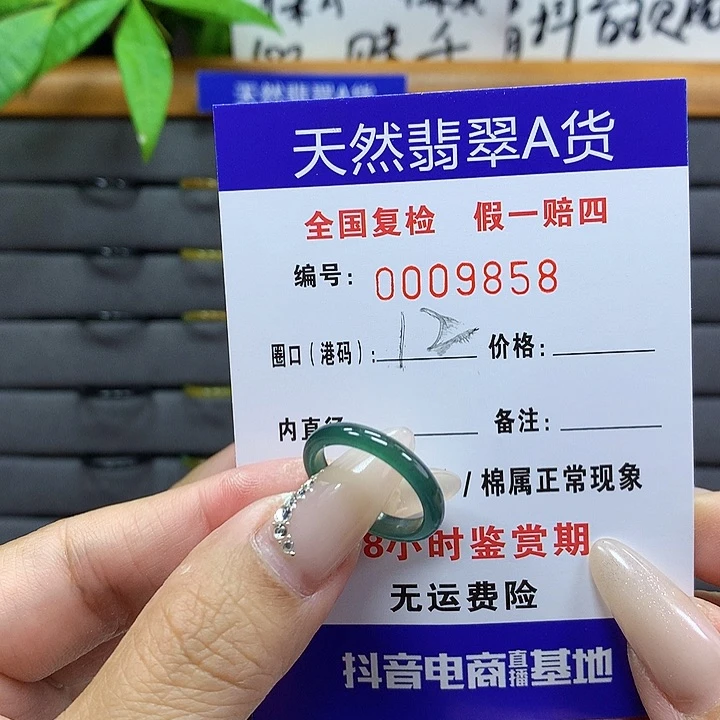 天然翡翠A货
天然翡翠A货
全国复检 假一赔四
编号: 0009858
圈口(港码): 12 价格:
内直径 备注:
/ 棉属正常现象
8小时鉴赏期
无运费险
抖音电商直播基地